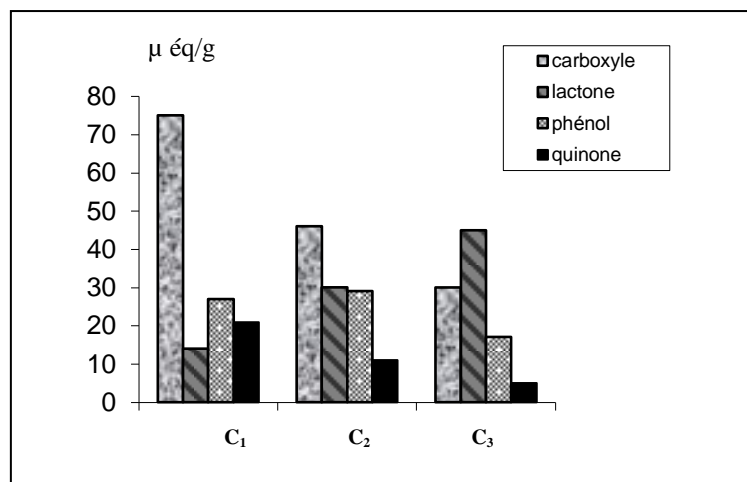 µ éq/g
carboxyle
lactone
phénol
quinone
80
70
60
50
40
30
20
10
0
C₁ C₂ C₃